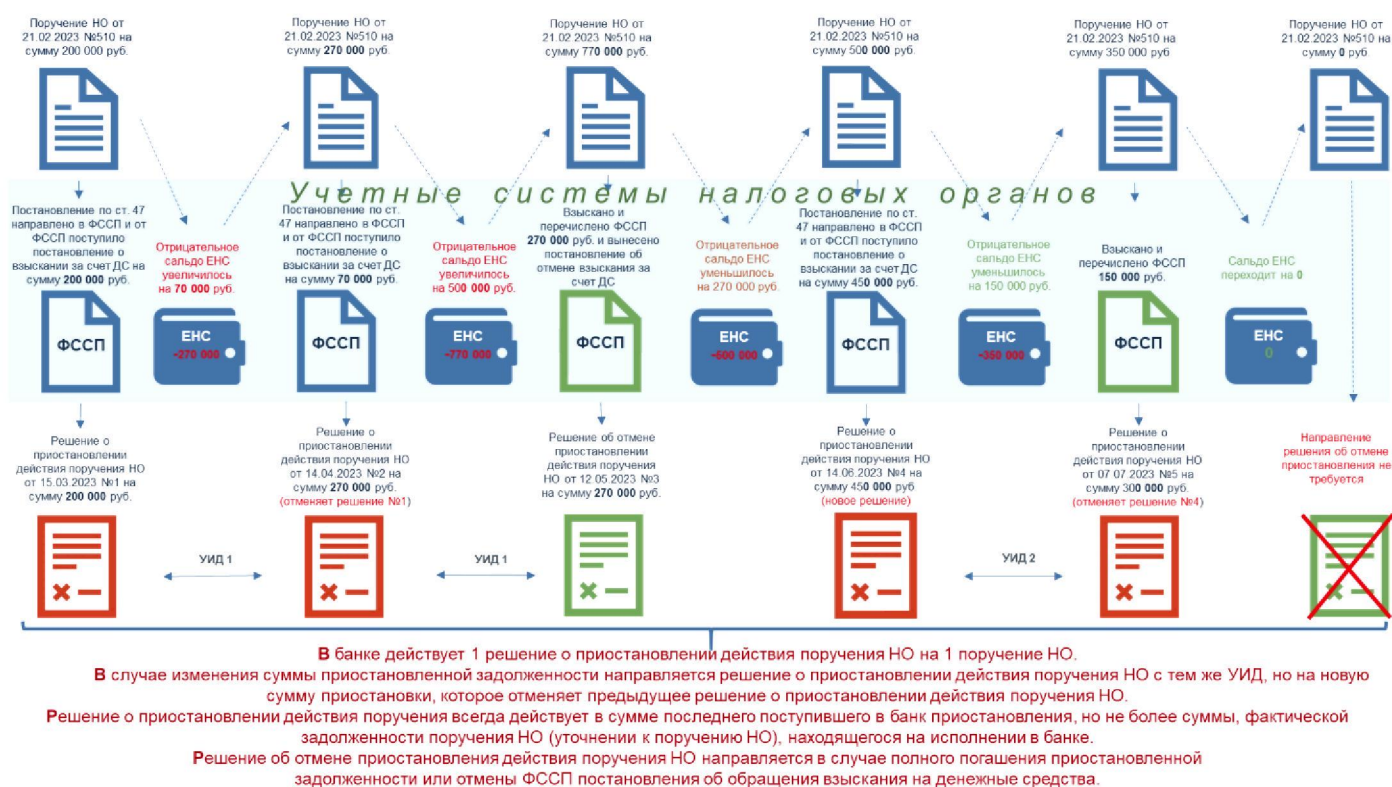 Поручение НО от
21.02.2023 №510 на
сумму 200 000 руб.
Поручение НО от
21.02.2023 №510 на
сумму 270 000 руб.
Поручение НО от
21.02.2023 №510 на
сумму 770 000 руб.
Поручение НО от
21.02.2023 №510 на
сумму 500 000 руб.
Поручение НО от
21.02.2023 №510 на
сумму 350 000 руб
Поручение НО от
21.02.2023 №510 на
сумму 0 руб.
Учетные системы налоговых органов
Постановление по ст. 47
направлено в ФССП и от
ФССП поступило
постановление о
взыскании за счет ДС на
сумму 200 000 руб.
Отрицательное
сальдо ЕНС
увеличилось
на 70 000 руб.
Постановление по ст.
47 направлено в ФССП
и от ФССП поступило
постановление о
взыскании за счет ДС
на сумму 70 000 руб.
Отрицательное
сальдо ЕНС
увеличилось
на 500 000 руб.
Взыскано и
перечислено ФССП
270 000 руб. и вынесено
постановление об
отмене взыскания за
счет ДС
Отрицательное
сальдо ЕНС
уменьшилось
на 270 000 руб.
Постановление по ст.
47 направлено в ФССП
и от ФССП поступило
постановление о
взыскании за счет ДС
на сумму 450 000 руб.
Отрицательное
сальдо ЕНС
уменьшилось
на 150 000 руб.
Взыскано и
перечислено ФССП
150 000 руб.
Сальдо ЕНС
переходит на 0
ФССП
ЕНС
-270 000
ФССП
ЕНС
-770 000
ФССП
ЕНС
-500 000
ФССП
ЕНС
-350 000
ФССП
ЕНС
0
Решение о
приостановлении
действия поручения НО
от 15.03.2023 №1 на
сумму 200 000 руб.
Решение о
приостановлении
действия поручения НО
от 14.04.2023 №2 на
сумму 270 000 руб.
(отменяет решение №1)
Решение об отмене
приостановлении
действия поручения
НО от 12.05.2023 №3
на сумму 270 000 руб.
Решение о
приостановлении
действия поручения НО
от 14.06.2023 №4 на
сумму 450 000 руб.
(новое решение)
Решение о
приостановлении
действия поручения НО
от 07.07.2023 №5 на
сумму 300 000 руб.
(отменяет решение №4)
Направление
решения об отмене
приостановления не
требуется
УИД 1
УИД 1
УИД 2
В банке действует 1 решение о приостановлении действия поручения НО на 1 поручение НО.
В случае изменения суммы приостановленной задолженности направляется решение о приостановлении действия поручения НО с тем же УИД, но на новую
сумму приостановки, которое отменяет предыдущее решение о приостановлении действия поручения НО.
Решение о приостановлении действия поручения всегда действует в сумме последнего поступившего в банк приостановления, но не более суммы, фактической
задолженности поручения НО (уточнении к поручению НО), находящегося на исполнении в банке.
Решение об отмене приостановления действия поручения НО направляется в случае полного погашения приостановленной
задолженности или отмены ФССП постановления об обращения взыскания на денежные средства.